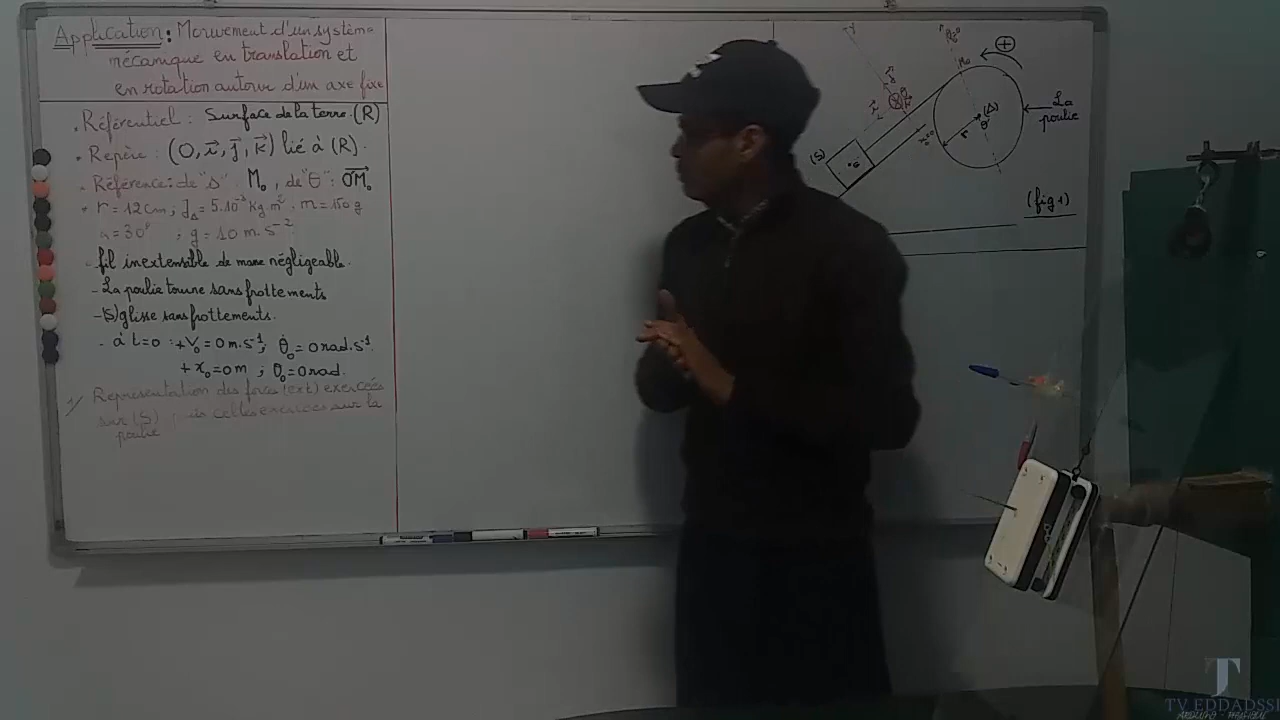 Application : Mouvement d'un système
mécanique en translation et
en rotation autour d'un axe fixe
. Référentiel : Surface de la terre. (R)
. Repère : (O, i⃗, j⃗, k⃗) lié à (R).
. Référence: de "S" : M₀, de "θ" : OM₀
r = 12 cm ; J_Δ = 5.10⁻³ Kg.m² . m = 150 g
α = 30° ; g = 10 m.s⁻²
- fil inextensible de masse négligeable.
- La poulie tourne sans frottements
- (S) glisse sans frottements.
. à t=0 : + V₀ = 0 m.s⁻¹ ; θ̇₀ = 0 rad.s⁻¹.
+ x₀ = 0 m ; θ₀ = 0 rad.
1) Représentation des forces (ext) exercées
sur (S) puis celles exercées sur la
poulie
y
+
M₀
(Δ)
θ
r
La
poulie
(S)
G
(fig 1)
TV EDDADSSI